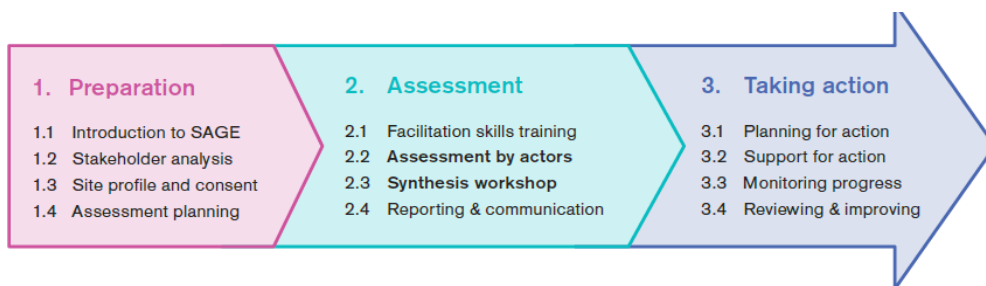 1. Preparation
1.1 Introduction to SAGE
1.2 Stakeholder analysis
1.3 Site profile and consent
1.4 Assessment planning
2. Assessment
2.1 Facilitation skills training
2.2 Assessment by actors
2.3 Synthesis workshop
2.4 Reporting & communication
3. Taking action
3.1 Planning for action
3.2 Support for action
3.3 Monitoring progress
3.4 Reviewing & improving